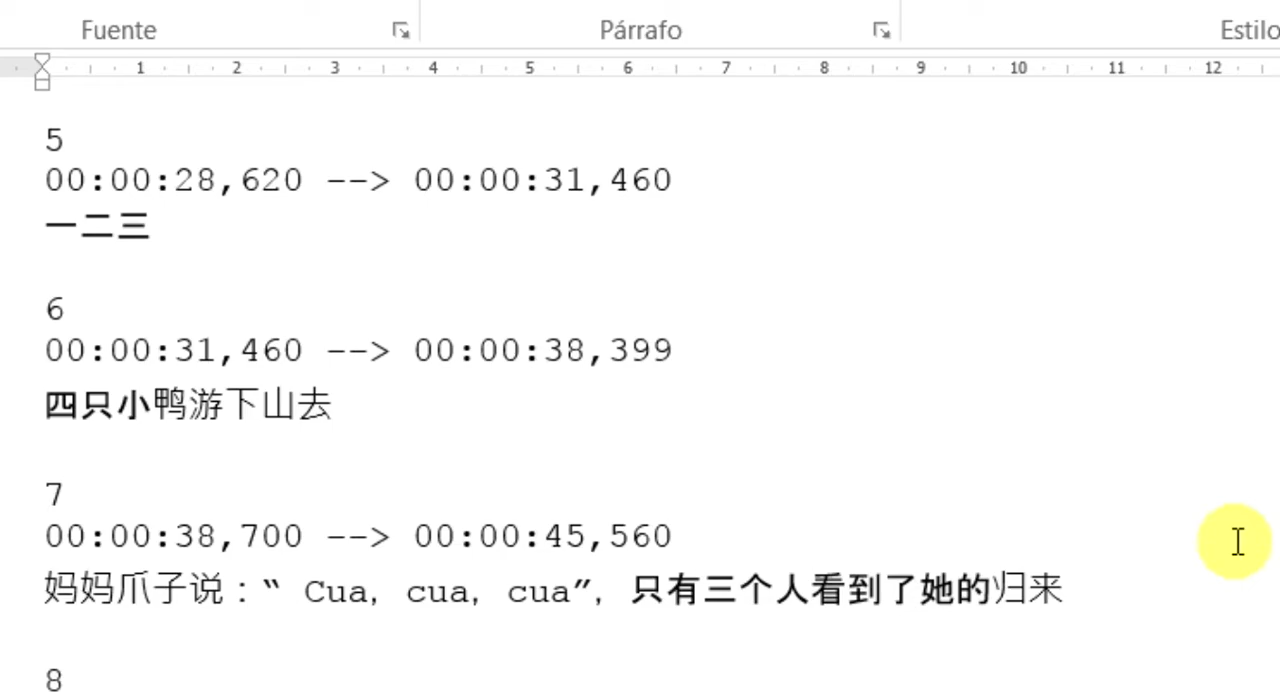 Fuente Párrafo Estilo
1 2 3 4 5 6 7 8 9 10 11 12
5
00:00:28,620 --> 00:00:31,460
一二三
6
00:00:31,460 --> 00:00:38,399
四只小鸭游下山去
7
00:00:38,700 --> 00:00:45,560
妈妈爪子说：“ Cua, cua, cua”, 只有三个人看到了她的归来
8